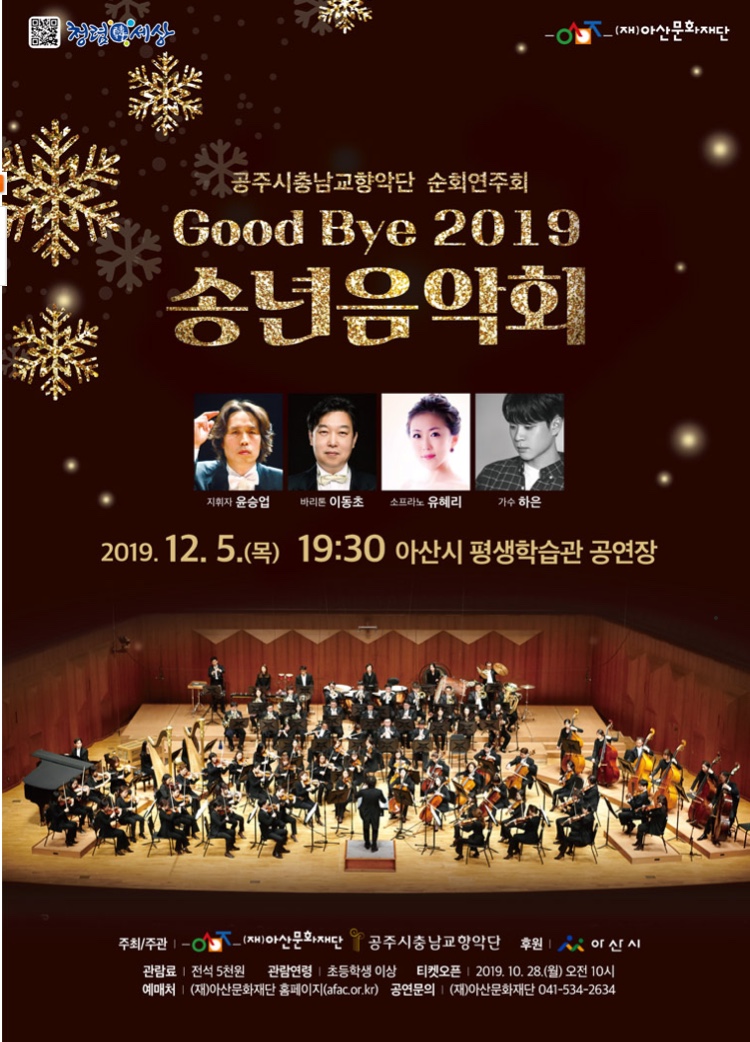 청렴韓세상
(재)아산문화재단
공주시충남교향악단 순회연주회
Good Bye 2019
송년음악회
지휘자 윤승업
바리톤 이동초
소프라노 유혜리
가수 하은
2019. 12. 5.(목) 19:30 아산시 평생학습관 공연장
주최/주관 | (재)아산문화재단 공주시충남교향악단 후원 | 아산시
관람료 | 전석 5천원 관람연령 | 초등학생 이상 티켓오픈 | 2019. 10. 28.(월) 오전 10시
예매처 | (재)아산문화재단 홈페이지(afac.or.kr) 공연문의 | (재)아산문화재단 041-534-2634